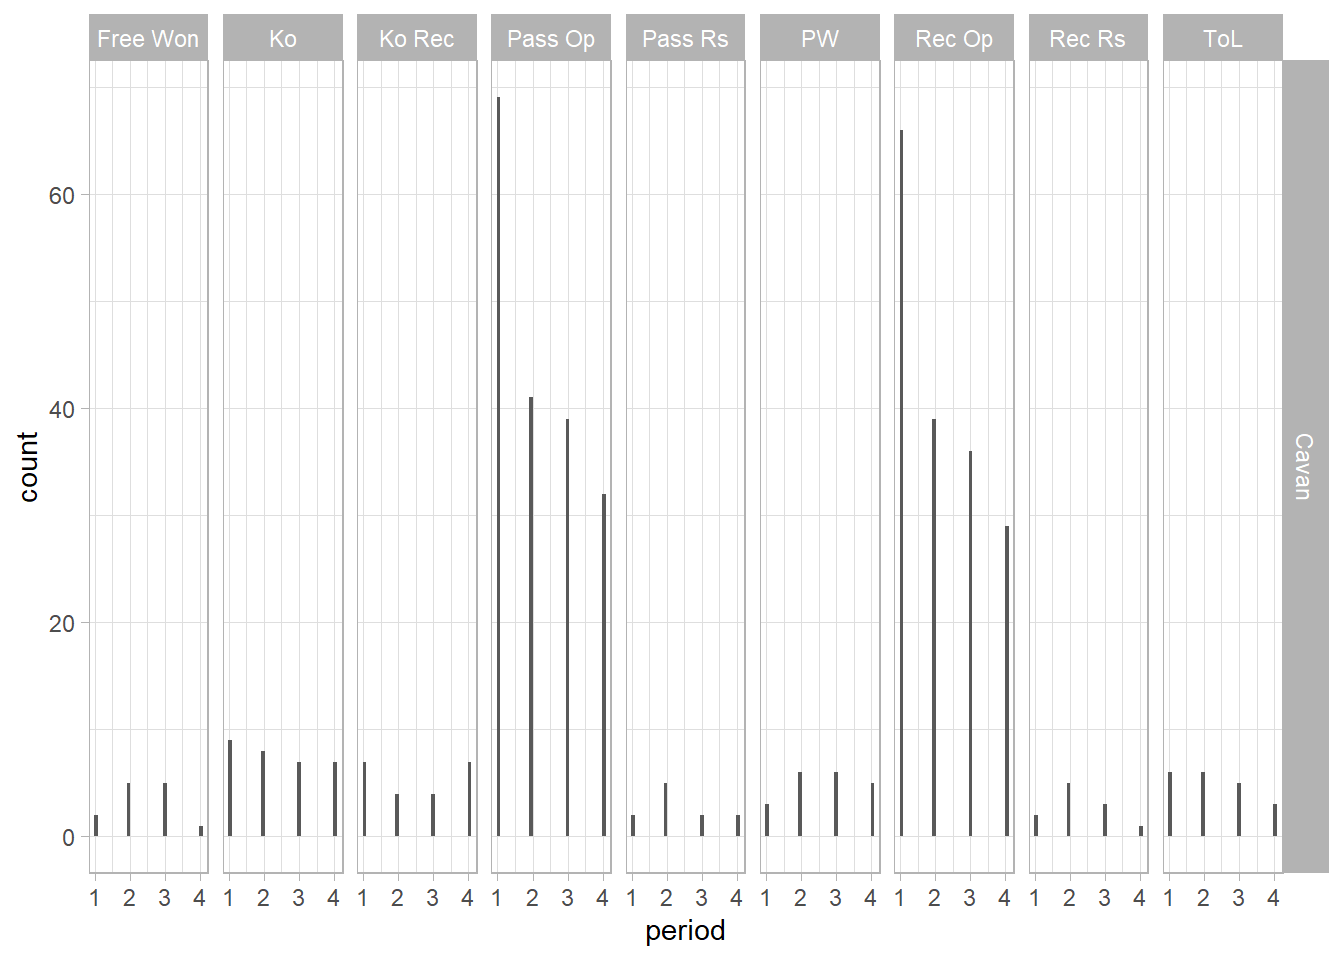 Free Won Ko Ko Rec Pass Op Pass Rs PW Rec Op Rec Rs ToL
Cavan
60
40
20
0
count
1 2 3 4 1 2 3 4 1 2 3 4 1 2 3 4 1 2 3 4 1 2 3 4 1 2 3 4 1 2 3 4 1 2 3 4
period